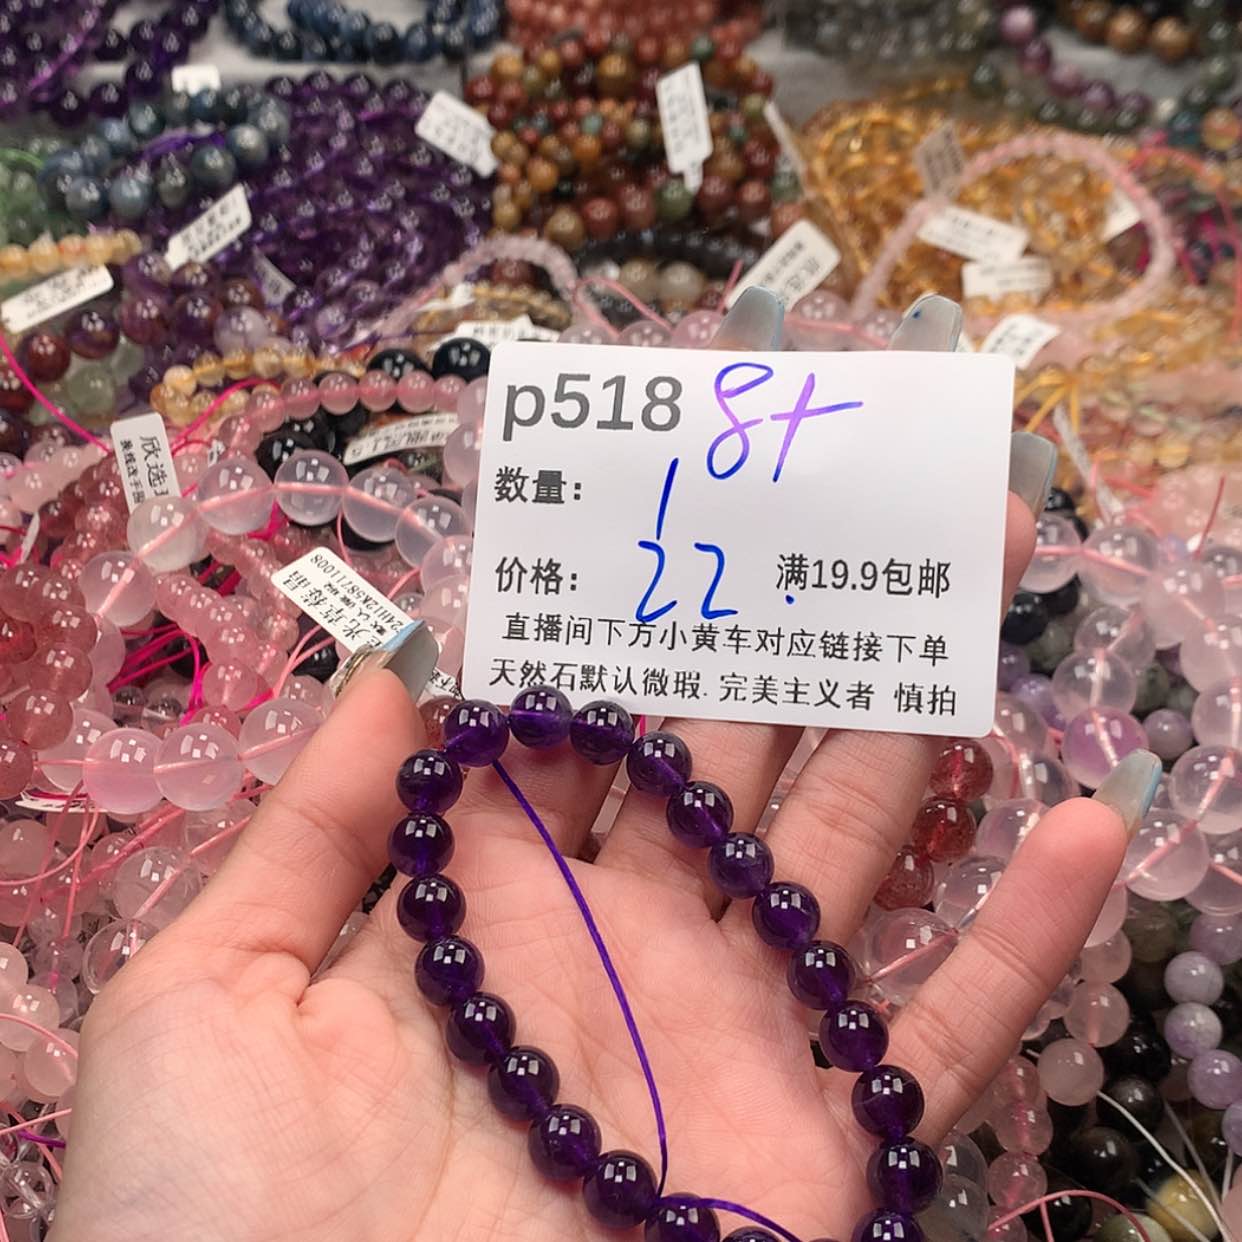 p518 8+
数量: 1
价格: 22 满19.9包邮
直播间下方小黄车对应链接下单
天然石默认微瑕. 完美主义者 慎拍
欣选